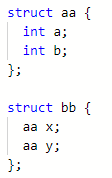 struct aa {
  int a;
  int b;
};

struct bb {
  aa x;
  aa y;
};